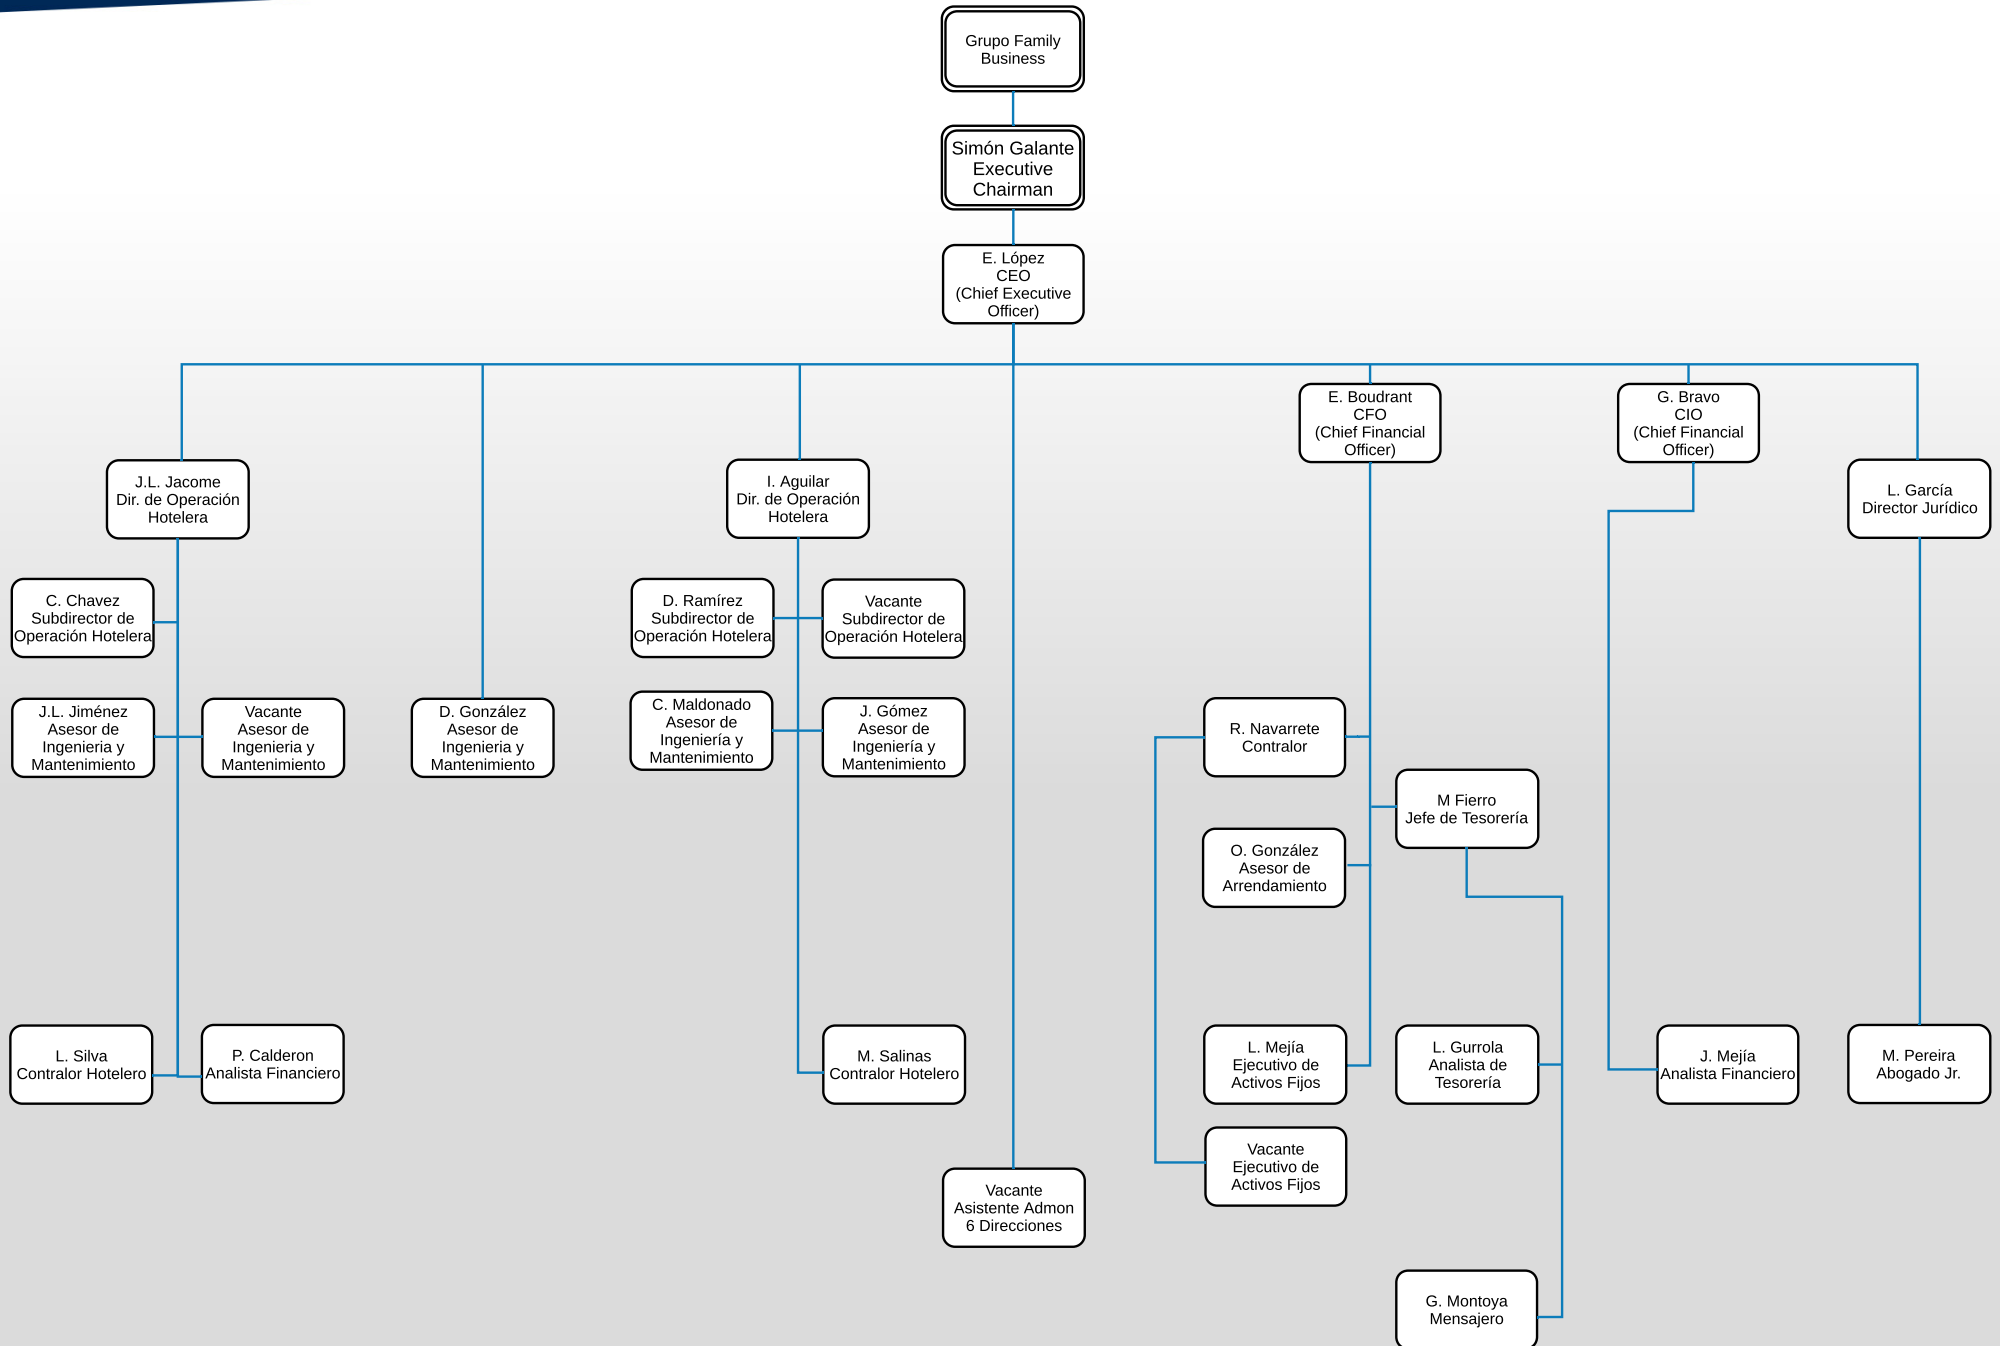 Grupo Family
Business
Simón Galante
Executive
Chairman
E. López
CEO
(Chief Executive
Officer)
E. Boudrant
CFO
(Chief Financial
Officer)
G. Bravo
CIO
(Chief Financial
Officer)
J.L. Jacome
Dir. de Operación
Hotelera
I. Aguilar
Dir. de Operación
Hotelera
L. García
Director Jurídico
C. Chavez
Subdirector de
Operación Hotelera
D. Ramírez
Subdirector de
Operación Hotelera
Vacante
Subdirector de
Operación Hotelera
J.L. Jiménez
Asesor de
Ingenieria y
Mantenimiento
Vacante
Asesor de
Ingenieria y
Mantenimiento
D. González
Asesor de
Ingenieria y
Mantenimiento
C. Maldonado
Asesor de
Ingeniería y
Mantenimiento
J. Gómez
Asesor de
Ingeniería y
Mantenimiento
R. Navarrete
Contralor
M Fierro
Jefe de Tesorería
O. González
Asesor de
Arrendamiento
L. Silva
Contralor Hotelero
P. Calderon
Analista Financiero
M. Salinas
Contralor Hotelero
L. Mejía
Ejecutivo de
Activos Fijos
L. Gurrola
Analista de
Tesorería
J. Mejía
Analista Financiero
M. Pereira
Abogado Jr.
Vacante
Ejecutivo de
Activos Fijos
Vacante
Asistente Admon
6 Direcciones
G. Montoya
Mensajero